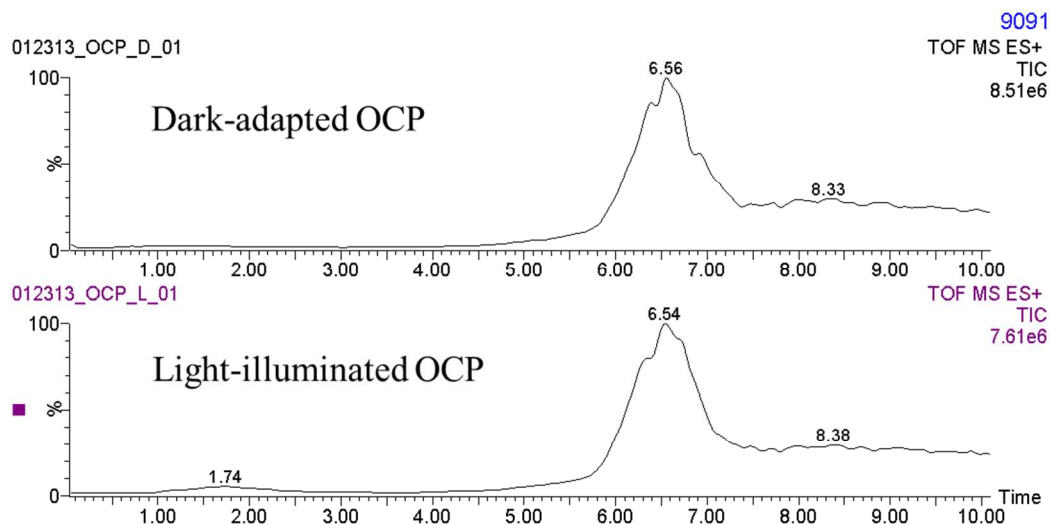 9091
012313_OCP_D_01
TOF MS ES+
TIC
8.51e6
6.56
100
Dark-adapted OCP
%
8.33
0
1.00 2.00 3.00 4.00 5.00 6.00 7.00 8.00 9.00 10.00
012313_OCP_L_01
TOF MS ES+
TIC
7.61e6
6.54
100
Light-illuminated OCP
%
8.38
1.74
0
Time
1.00 2.00 3.00 4.00 5.00 6.00 7.00 8.00 9.00 10.00